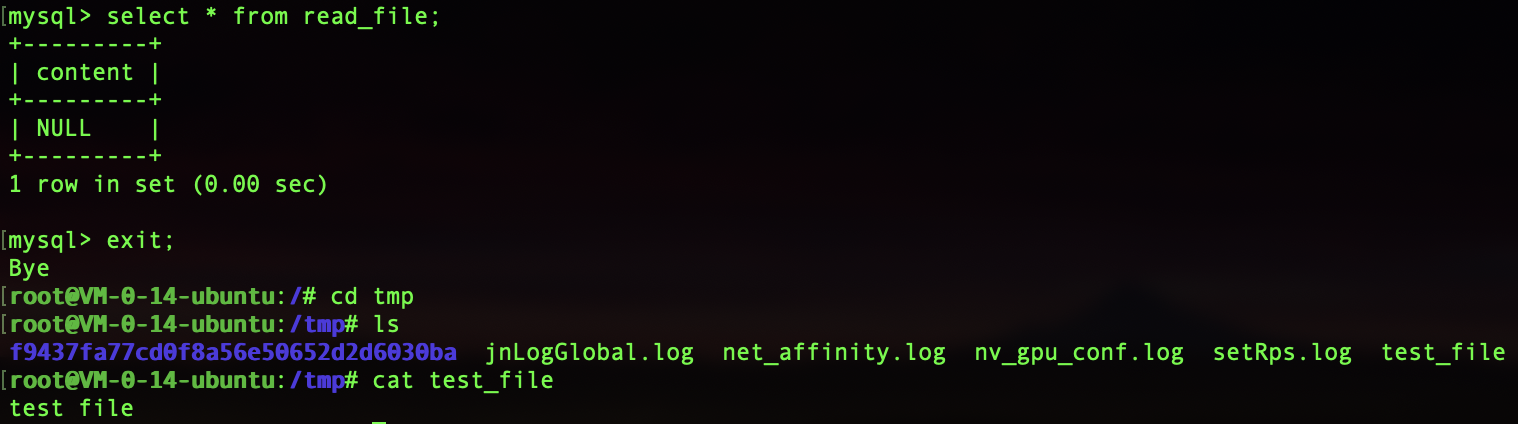 [mysql> select * from read_file;
+---------+
| content |
+---------+
| NULL    |
+---------+
1 row in set (0.00 sec)
[mysql> exit;
Bye
[root@VM-0-14-ubuntu:/# cd tmp
[root@VM-0-14-ubuntu:/tmp# ls
f9437fa77cd0f8a56e50652d2d6030ba  jnLogGlobal.log  net_affinity.log  nv_gpu_conf.log  setRps.log  test_file
[root@VM-0-14-ubuntu:/tmp# cat test_file
test file